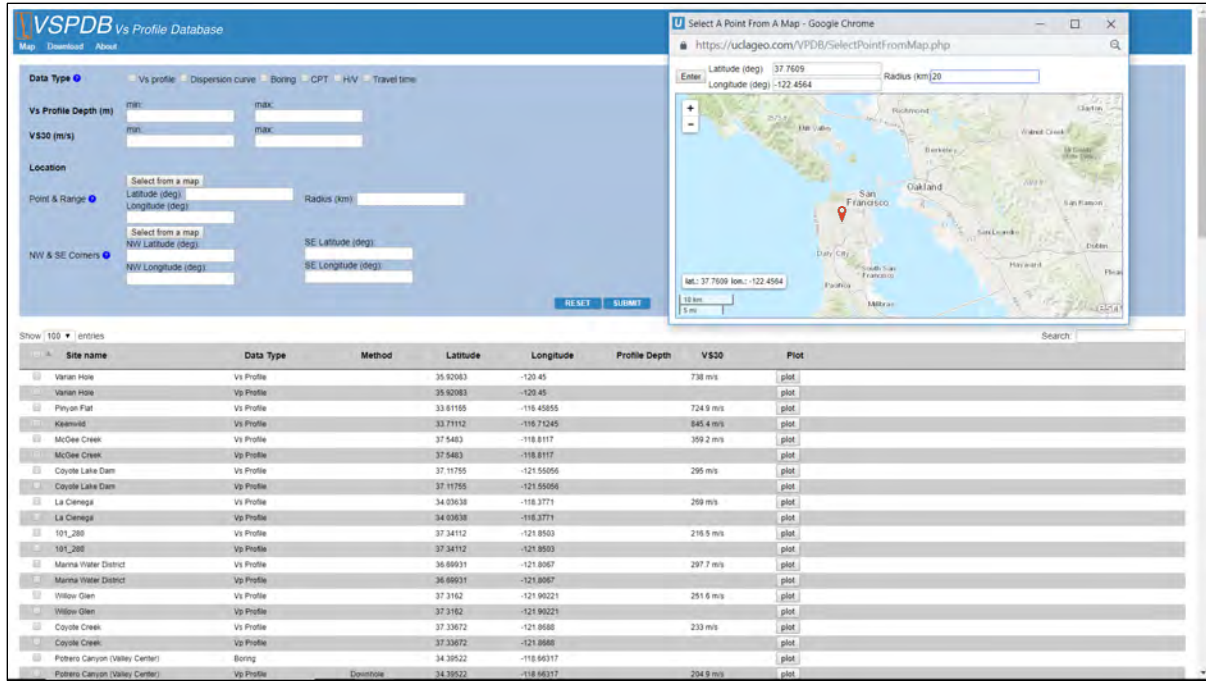 VSPDB Vs Profile Database
Map Download About
Data Type ? Vs profile Dispersion curve Boring CPT H/V Travel time
min: max:
Vs Profile Depth (m)
min: max:
VS30 (m/s)
Location
Select from a map
Point & Range ? Latitude (deg): Radius (km):
Longitude (deg):
Select from a map
NW Latitude (deg): SE Latitude (deg):
NW & SE Corners ?
NW Longitude (deg): SE Longitude (deg):
RESET SUBMIT
U Select A Point From A Map - Google Chrome
https://uclageo.com/VPDB/SelectPointFromMap.php
Enter Latitude (deg) 37.7609 Radius (km) 20
Longitude (deg) -122.4564
+
-
Richmond
Clayton
Mill Valley
Walnut Creek
Berkeley
Oakland
San
Francisco
San Ramon
San Leandro
Daly City
Dublin
South San
Francisco
Hayward
Pacifica
Millbrae
lat.: 37.7609 lon.: -122.4564
10 km
5 mi
esri
Show 100 entries Search:
Site name Data Type Method Latitude Longitude Profile Depth VS30 Plot
Varian Hole Vs Profile 35.92083 -120.45 738 m/s plot
Varian Hole Vp Profile 35.92083 -120.45 plot
Pinyon Flat Vs Profile 33.61165 -116.45855 724.9 m/s plot
Keenwild Vs Profile 33.71112 -116.71245 845.4 m/s plot
McGee Creek Vs Profile 37.5483 -118.8117 359.2 m/s plot
McGee Creek Vp Profile 37.5483 -118.8117 plot
Coyote Lake Dam Vs Profile 37.11755 -121.55056 295 m/s plot
Coyote Lake Dam Vp Profile 37.11755 -121.55056 plot
La Cienega Vs Profile 34.03638 -118.3771 269 m/s plot
La Cienega Vp Profile 34.03638 -118.3771 plot
101_280 Vs Profile 37.34112 -121.8503 216.5 m/s plot
101_280 Vp Profile 37.34112 -121.8503 plot
Marina Water District Vs Profile 36.69931 -121.8067 297.7 m/s plot
Marina Water District Vp Profile 36.69931 -121.8067 plot
Willow Glen Vs Profile 37.3162 -121.90221 251.6 m/s plot
Willow Glen Vp Profile 37.3162 -121.90221 plot
Coyote Creek Vs Profile 37.33672 -121.8688 233 m/s plot
Coyote Creek Vp Profile 37.33672 -121.8688 plot
Potrero Canyon (Valley Center) Boring 34.39522 -118.66317 plot
Potrero Canyon (Valley Center) Vp Profile Downhole 34.39522 -118.66317 204.9 m/s plot